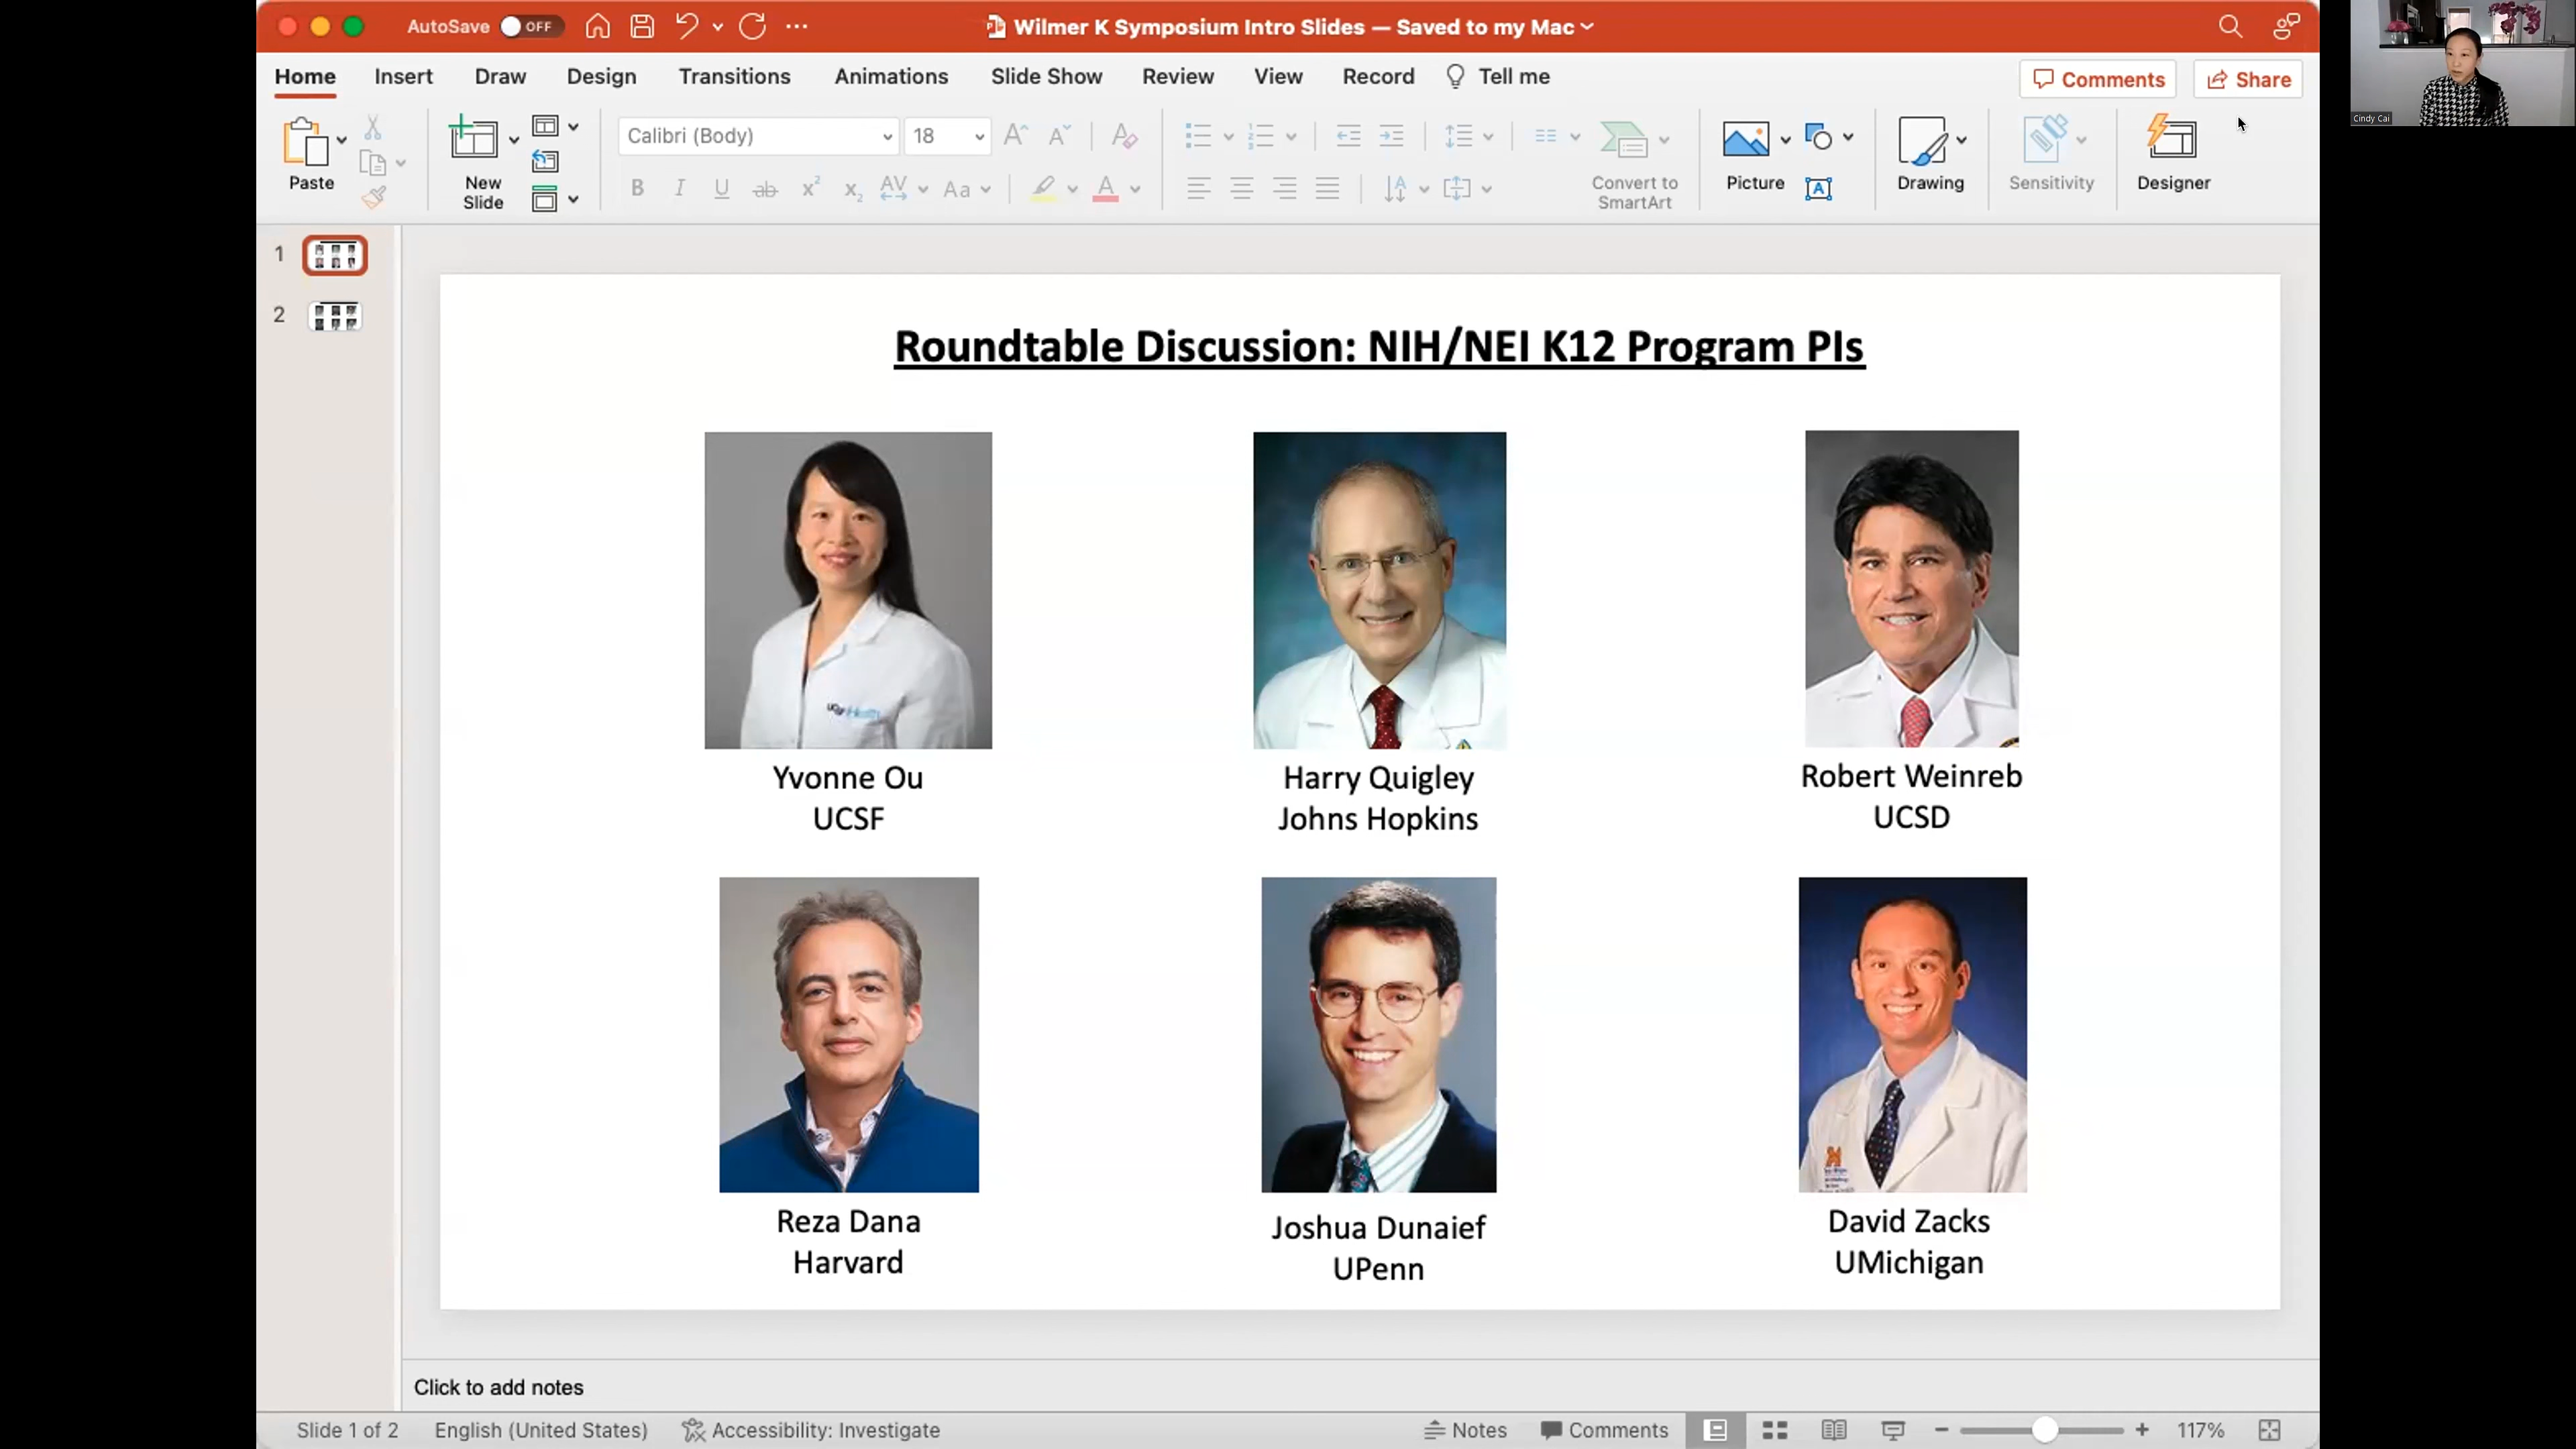 AutoSave OFF
Wilmer K Symposium Intro Slides — Saved to my Mac
Home Insert Draw Design Transitions Animations Slide Show Review View Record Tell me
Comments Share
Cindy Cai
Calibri (Body) 18
Paste
New
Slide
Convert to
SmartArt
Picture
Drawing
Sensitivity
Designer
1
2
Roundtable Discussion: NIH/NEI K12 Program PIs
Yvonne Ou
UCSF
Harry Quigley
Johns Hopkins
Robert Weinreb
UCSD
Reza Dana
Harvard
Joshua Dunaief
UPenn
David Zacks
UMichigan
Click to add notes
Slide 1 of 2 English (United States) Accessibility: Investigate Notes Comments 117%